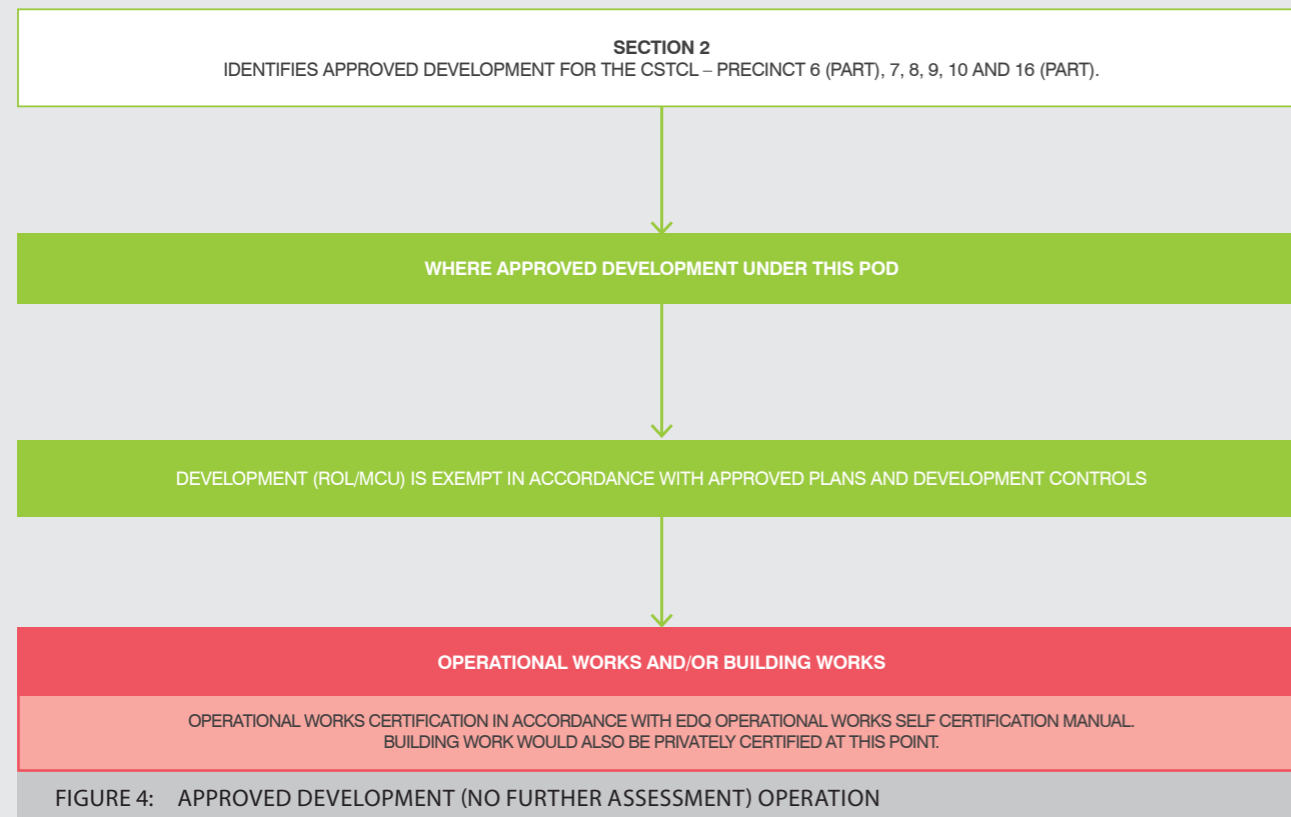 SECTION 2
IDENTIFIES APPROVED DEVELOPMENT FOR THE CSTCL – PRECINCT 6 (PART), 7, 8, 9, 10 AND 16 (PART).
WHERE APPROVED DEVELOPMENT UNDER THIS POD
DEVELOPMENT (ROL/MCU) IS EXEMPT IN ACCORDANCE WITH APPROVED PLANS AND DEVELOPMENT CONTROLS
OPERATIONAL WORKS AND/OR BUILDING WORKS
OPERATIONAL WORKS CERTIFICATION IN ACCORDANCE WITH EDQ OPERATIONAL WORKS SELF CERTIFICATION MANUAL.
BUILDING WORK WOULD ALSO BE PRIVATELY CERTIFIED AT THIS POINT.
FIGURE 4: APPROVED DEVELOPMENT (NO FURTHER ASSESSMENT) OPERATION